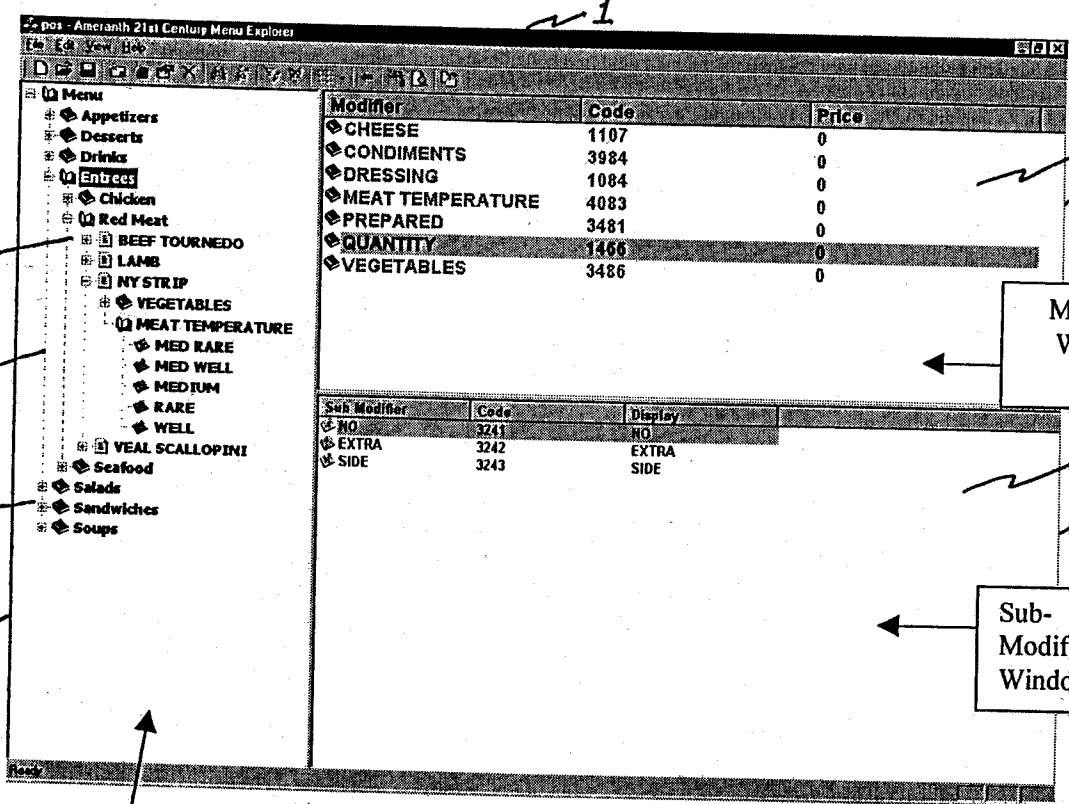 1
pos - Ameranth 21st Century Menu Explorer
File Edit View Help
Menu
Appetizers
Desserts
Drinks
Entrees
Chicken
Red Meat
BEEF TOURNEDO
LAMB
NY STRIP
VEGETABLES
MEAT TEMPERATURE
MED RARE
MED WELL
MEDIUM
RARE
WELL
VEAL SCALLOPINI
Seafood
Salads
Sandwiches
Soups
Modifier Code Price
CHEESE 1107 0
CONDIMENTS 3984 0
DRESSING 1084 0
MEAT TEMPERATURE 4083 0
PREPARED 3481 0
QUANTITY 1466 0
VEGETABLES 3486 0
M
W
Sub Modifier Code Display
NO 3241 NO
EXTRA 3242 EXTRA
SIDE 3243 SIDE
Sub-
Modif
Windo
Ready